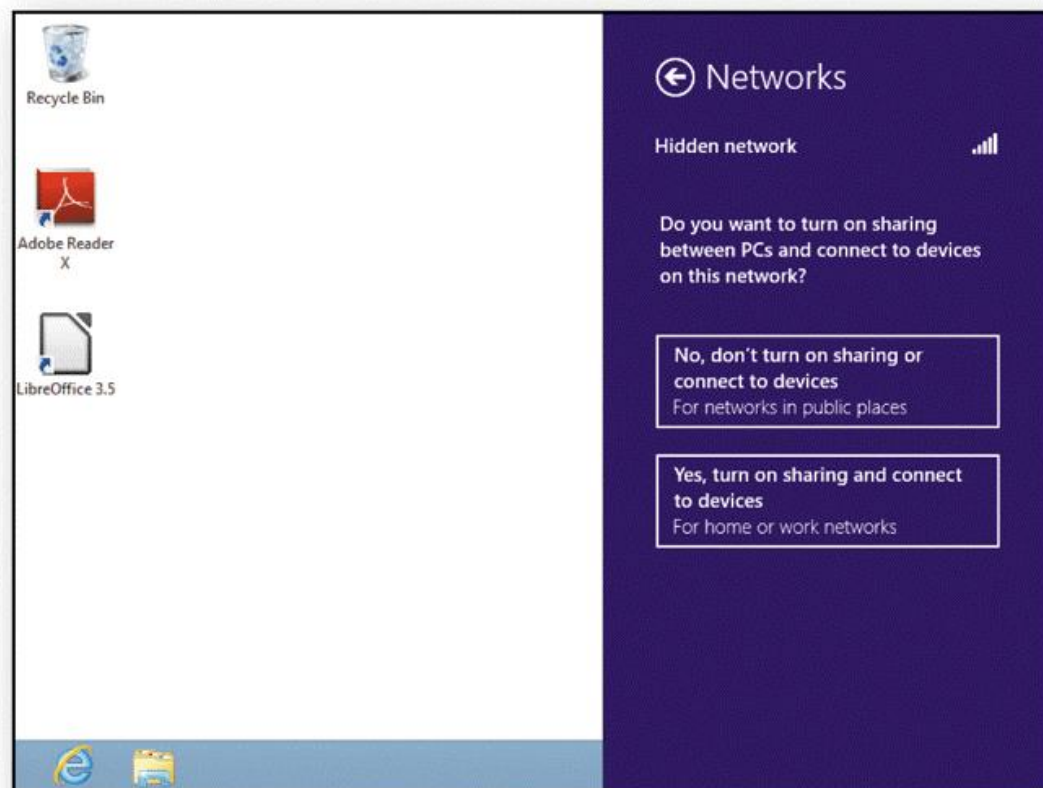 Recycle Bin
Adobe Reader
X
LibreOffice 3.5
Networks
Hidden network
Do you want to turn on sharing
between PCs and connect to devices
on this network?
No, don't turn on sharing or
connect to devices
For networks in public places
Yes, turn on sharing and connect
to devices
For home or work networks